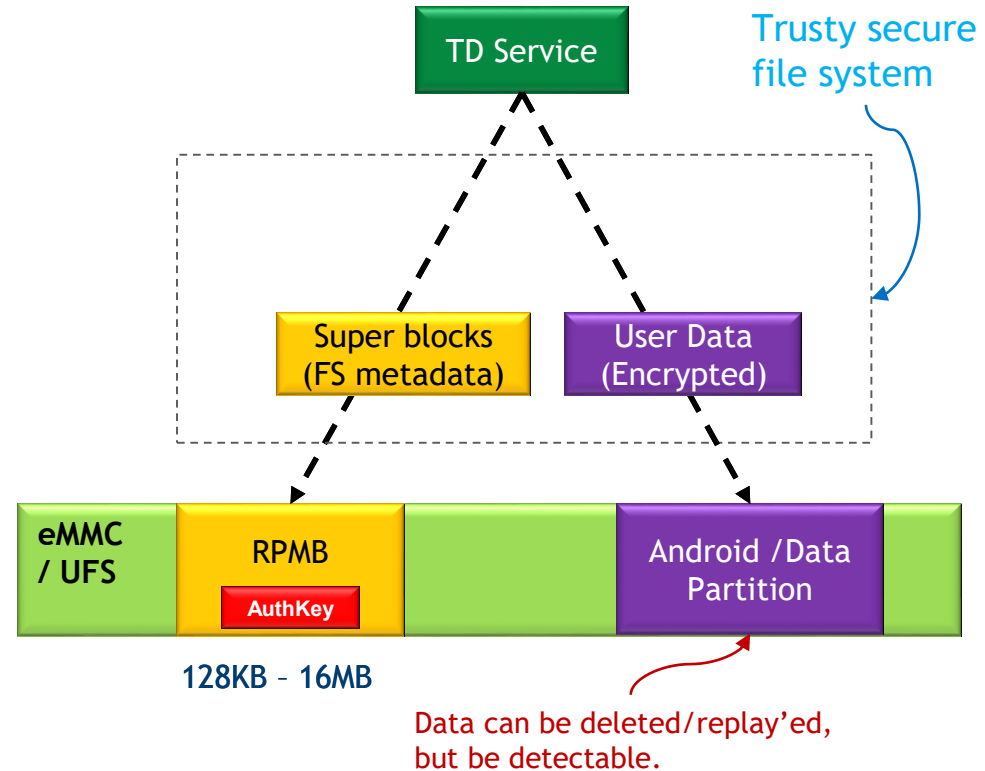 TD Service
Trusty secure
file system
Super blocks
(FS metadata)
User Data
(Encrypted)
eMMC
/ UFS
RPMB
AuthKey
Android /Data
Partition
128KB – 16MB
Data can be deleted/replay’ed,
but be detectable.